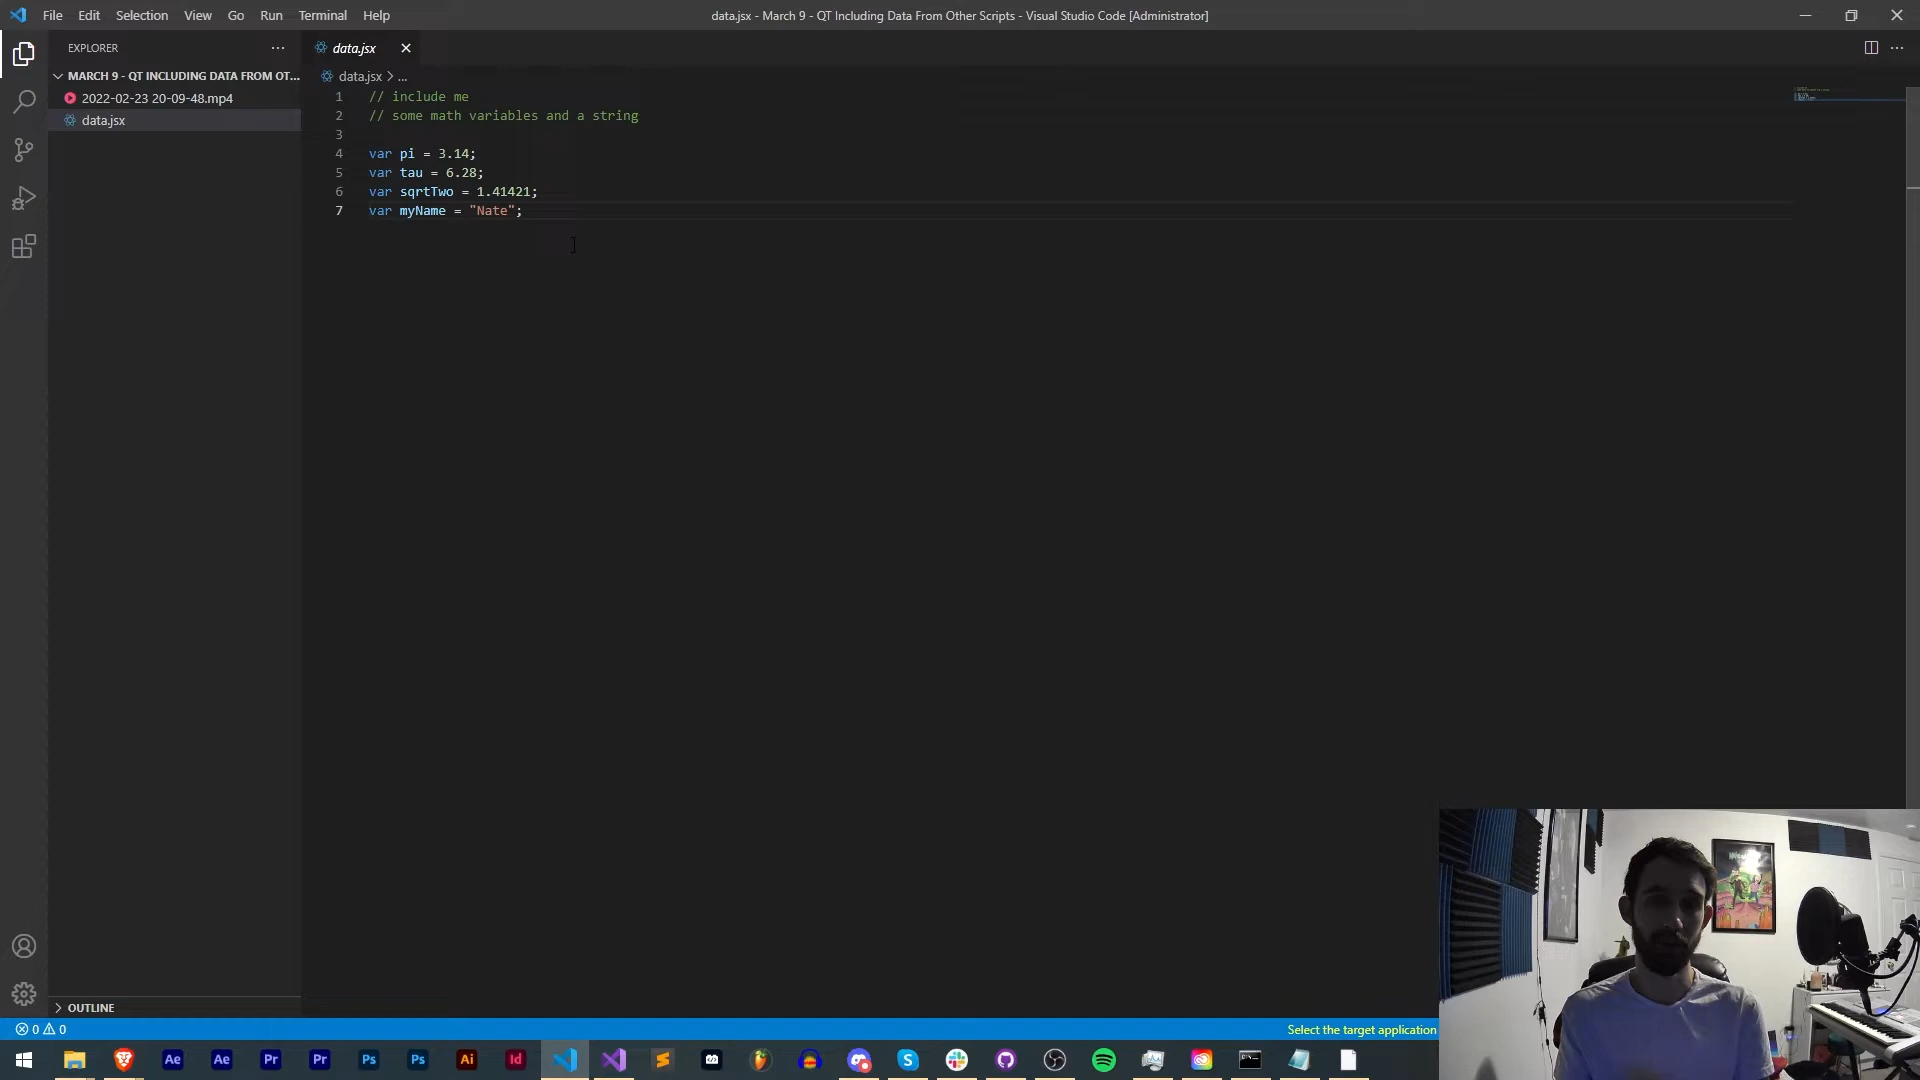 File Edit Selection View Go Run Terminal Help
data.jsx - March 9 - QT Including Data From Other Scripts - Visual Studio Code [Administrator]
EXPLORER
MARCH 9 - QT INCLUDING DATA FROM OT...
2022-02-23 20-09-48.mp4
data.jsx
OUTLINE
data.jsx
data.jsx > ...
1 // include me
2 // some math variables and a string
3
4 var pi = 3.14;
5 var tau = 6.28;
6 var sqrtTwo = 1.41421;
7 var myName = "Nate";
0 0
Select the target application
Ae Ae Pr Pr Ps Ps Ai Id